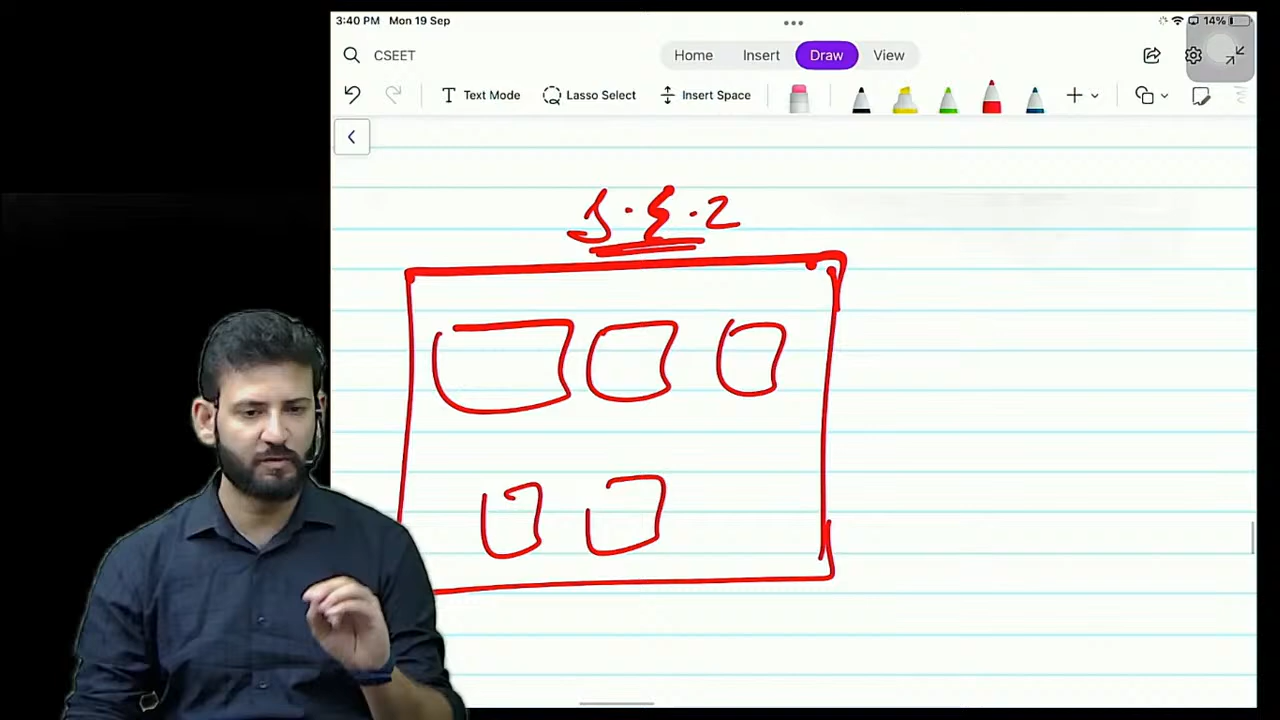 3:40 PM Mon 19 Sep
14%
CSEET
Home Insert Draw View
Text Mode Lasso Select Insert Space
S.E.Z